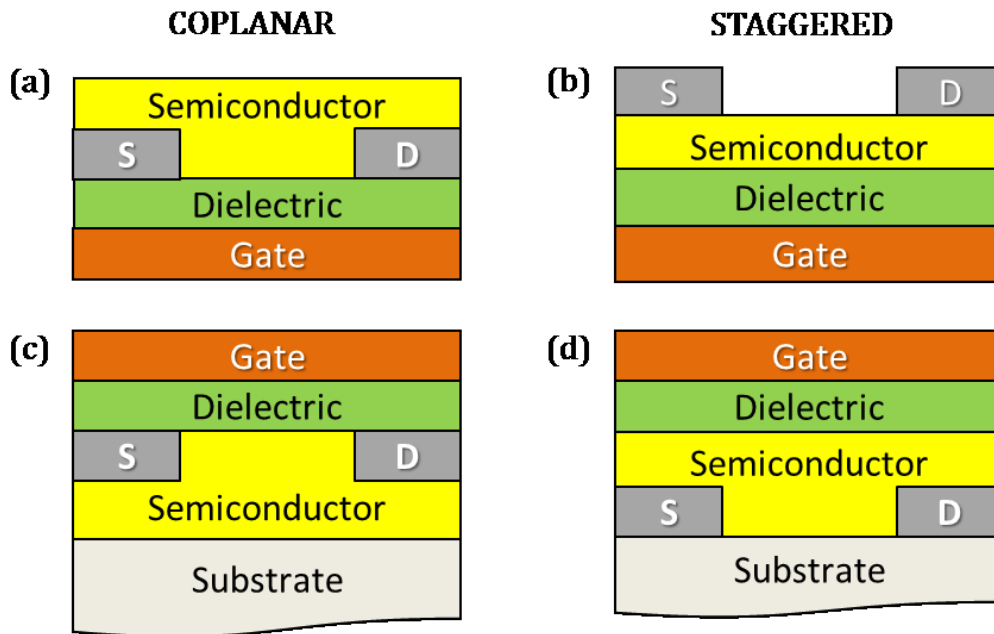 COPLANAR
STAGGERED
(a)
Semiconductor
S
D
Dielectric
Gate
(b)
S
D
Semiconductor
Dielectric
Gate
(c)
Gate
Dielectric
S
D
Semiconductor
Substrate
(d)
Gate
Dielectric
Semiconductor
S
D
Substrate